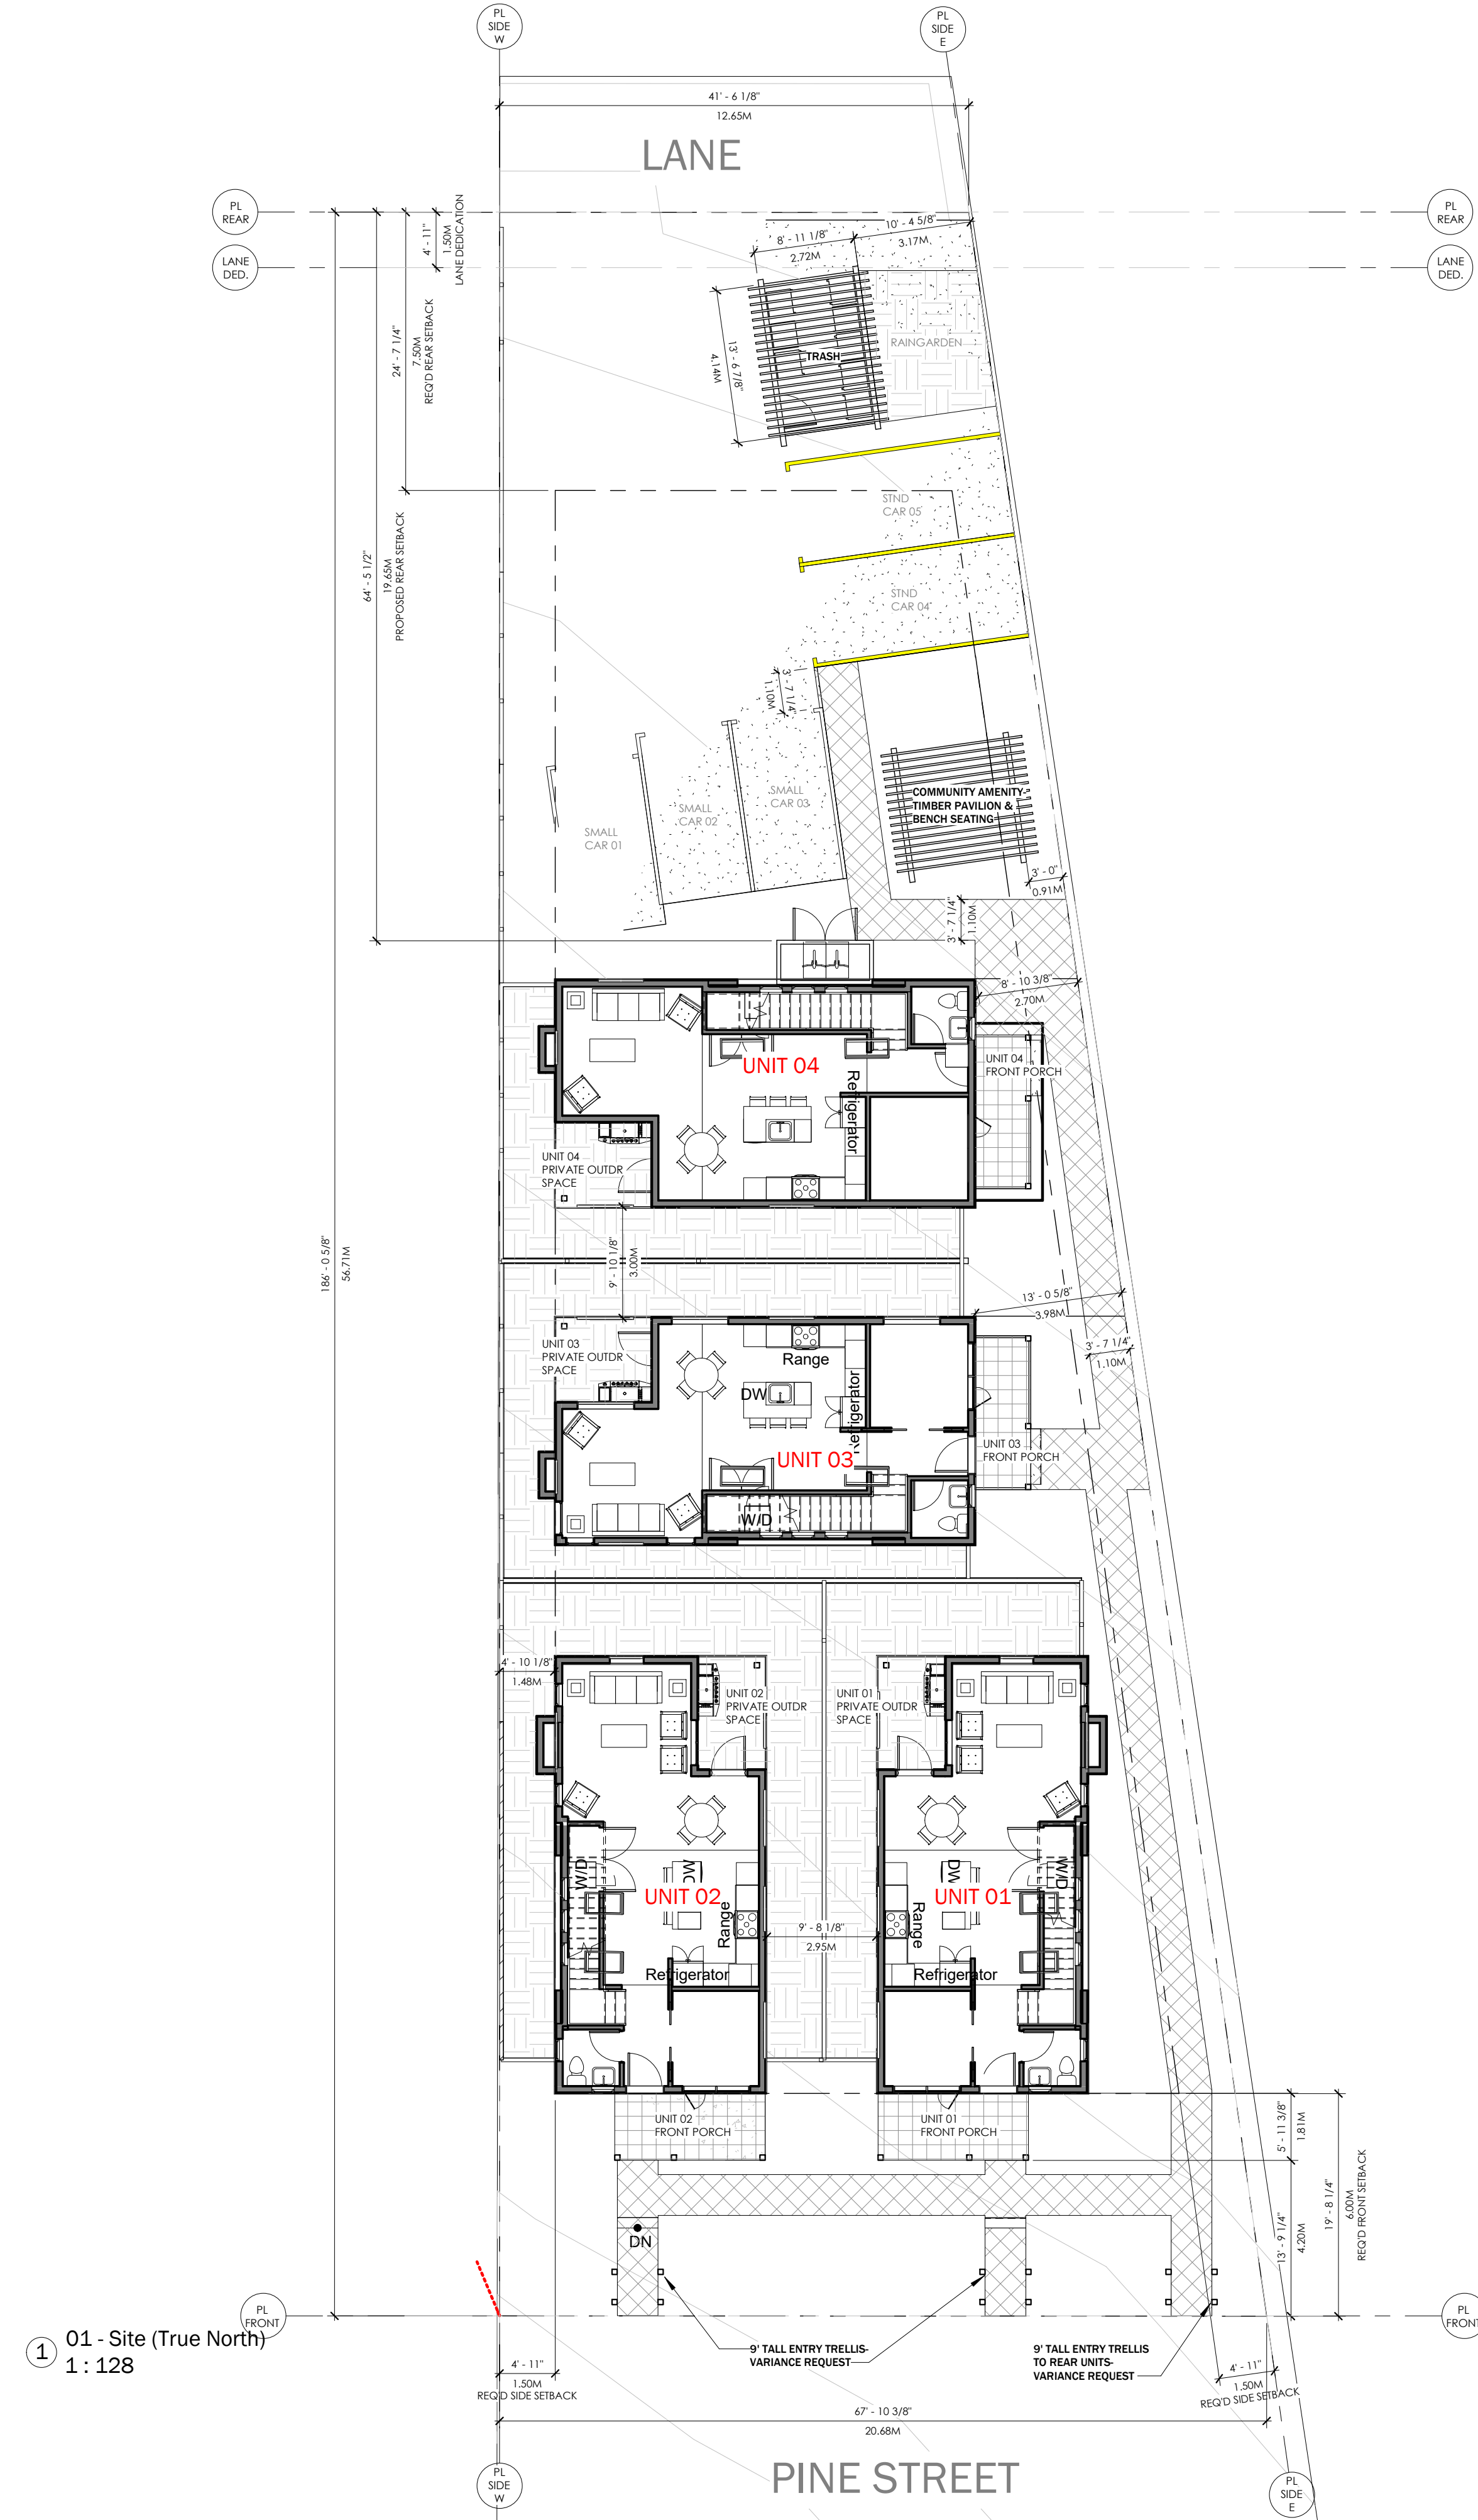 PL
SIDE
W
PL
SIDE
E
41' - 6 1/8"
12.65M
LANE
PL
REAR
PL
REAR
LANE
DED.
LANE
DED.
4' - 11"
1.50M
LANE DEDICATION
24' - 7 1/4"
7.50M
REQ'D REAR SETBACK
8' - 11 1/8"
2.72M
10' - 4 5/8"
3.17M
13' - 6 7/8"
4.14M
TRASH
RAINGARDEN
64' - 5 1/2"
19.65M
PROPOSED REAR SETBACK
STND
CAR 05
STND
CAR 04
3' - 7 1/4"
1.10M
SMALL
CAR 03
SMALL
CAR 02
SMALL
CAR 01
COMMUNITY AMENITY-
TIMBER PAVILION &
BENCH SEATING
3' - 0"
0.91M
3' - 7 1/4"
1.10M
8' - 10 3/8"
2.70M
UNIT 04
Refrigerator
UNIT 04
FRONT PORCH
UNIT 04
PRIVATE OUTDR
SPACE
186' - 0 5/8"
56.71M
9' - 10 1/8"
3.00M
13' - 0 5/8"
3.98M
UNIT 03
PRIVATE OUTDR
SPACE
Range
DW
Refrigerator
3' - 7 1/4"
1.10M
UNIT 03
UNIT 03
FRONT PORCH
W/D
4' - 10 1/8"
1.48M
UNIT 02
PRIVATE OUTDR
SPACE
UNIT 01
PRIVATE OUTDR
SPACE
W/D
UNIT 02
Range
Refrigerator
9' - 8 1/8"
2.95M
DW
W/D
UNIT 01
Range
Refrigerator
UNIT 02
FRONT PORCH
UNIT 01
FRONT PORCH
5' - 11 3/8"
1.81M
13' - 9 1/4"
4.20M
19' - 8 1/4"
6.00M
REQ'D FRONT SETBACK
DN
PL
FRONT
PL
FRONT
1
01 - Site (True North)
1 : 128
9' TALL ENTRY TRELLIS-
VARIANCE REQUEST
9' TALL ENTRY TRELLIS
TO REAR UNITS-
VARIANCE REQUEST
4' - 11"
1.50M
REQ'D SIDE SETBACK
4' - 11"
1.50M
REQ'D SIDE SETBACK
67' - 10 3/8"
20.68M
PINE STREET
PL
SIDE
W
PL
SIDE
E